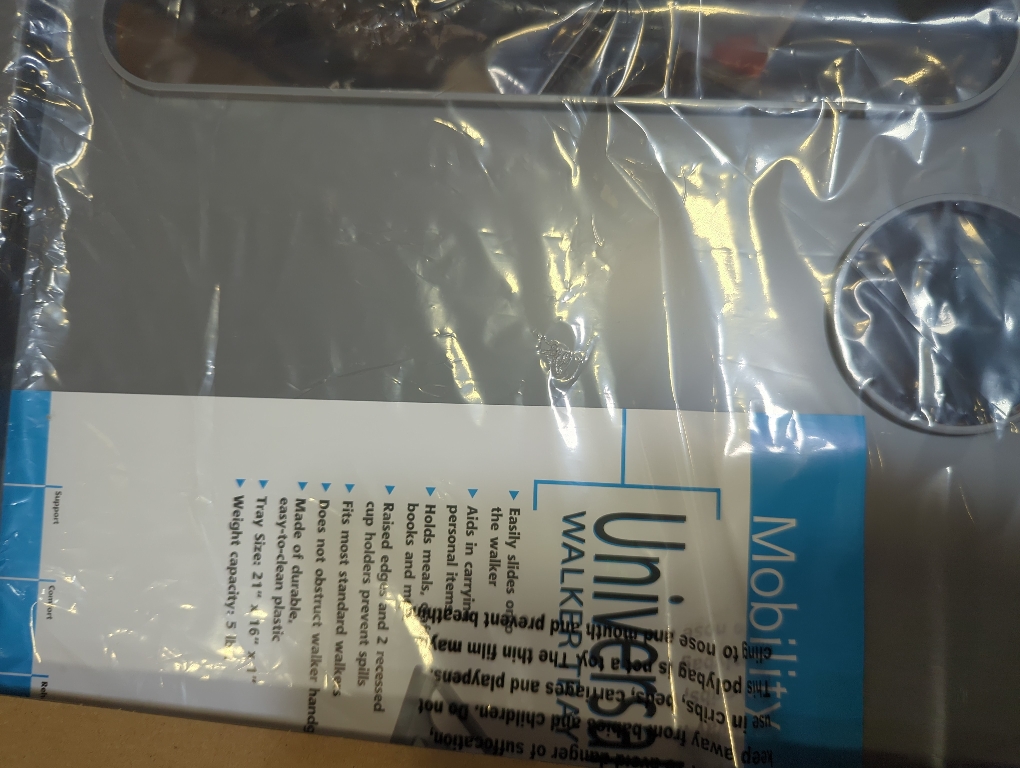 Mobility
Universal
WALKER TRAY
Easily slides onto
the walker
Aids in carrying
personal items
Holds meals,
books and
Raised edges and 2 recessed
cup holders prevent spills
Fits most standard walkers
Does not obstruct walker handg
Made of durable,
easy-to-clean plastic
Tray Size: 21" x 16" x 1"
Weight capacity: 5 lb
Support
Comfort
danger of suffocation,
keep away from babies and children. Do not
use in cribs, beds, carriages and playpens.
This polybag is not a toy. The thin film may
cling to nose and mouth and prevent breathing